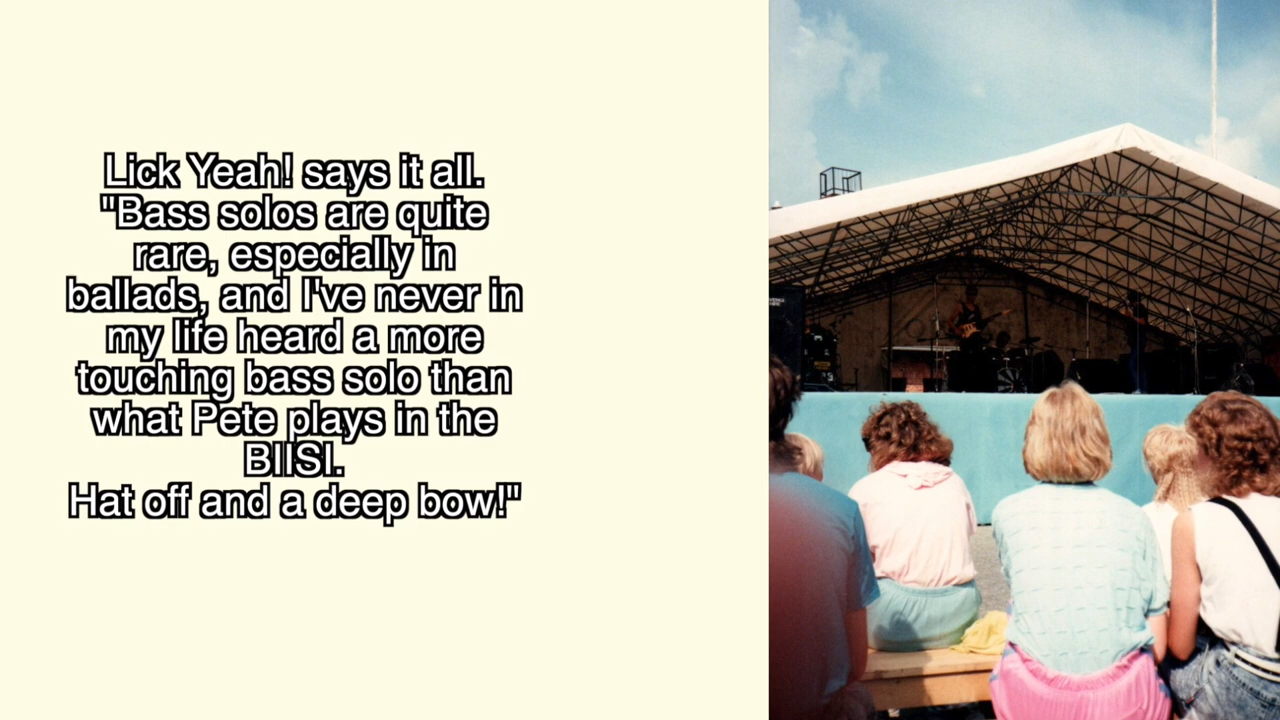 Lick Yeah! says it all.
"Bass solos are quite
rare, especially in
ballads, and I've never in
my life heard a more
touching bass solo than
what Pete plays in the
BIISI.
Hat off and a deep bow!"